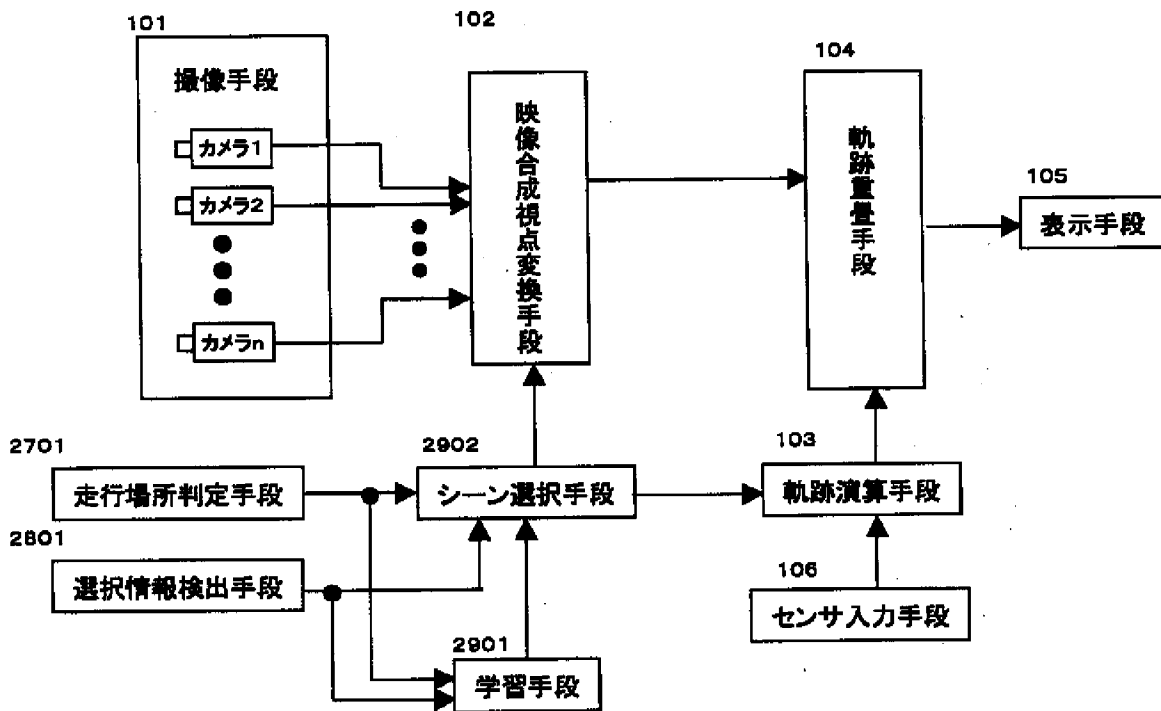 101
撮像手段
カメラ1
カメラ2
カメラn
102
映像合成視点変換手段
104
軌跡重畳手段
105
表示手段
2701
走行場所判定手段
2801
選択情報検出手段
2902
シーン選択手段
2901
学習手段
103
軌跡演算手段
106
センサ入力手段